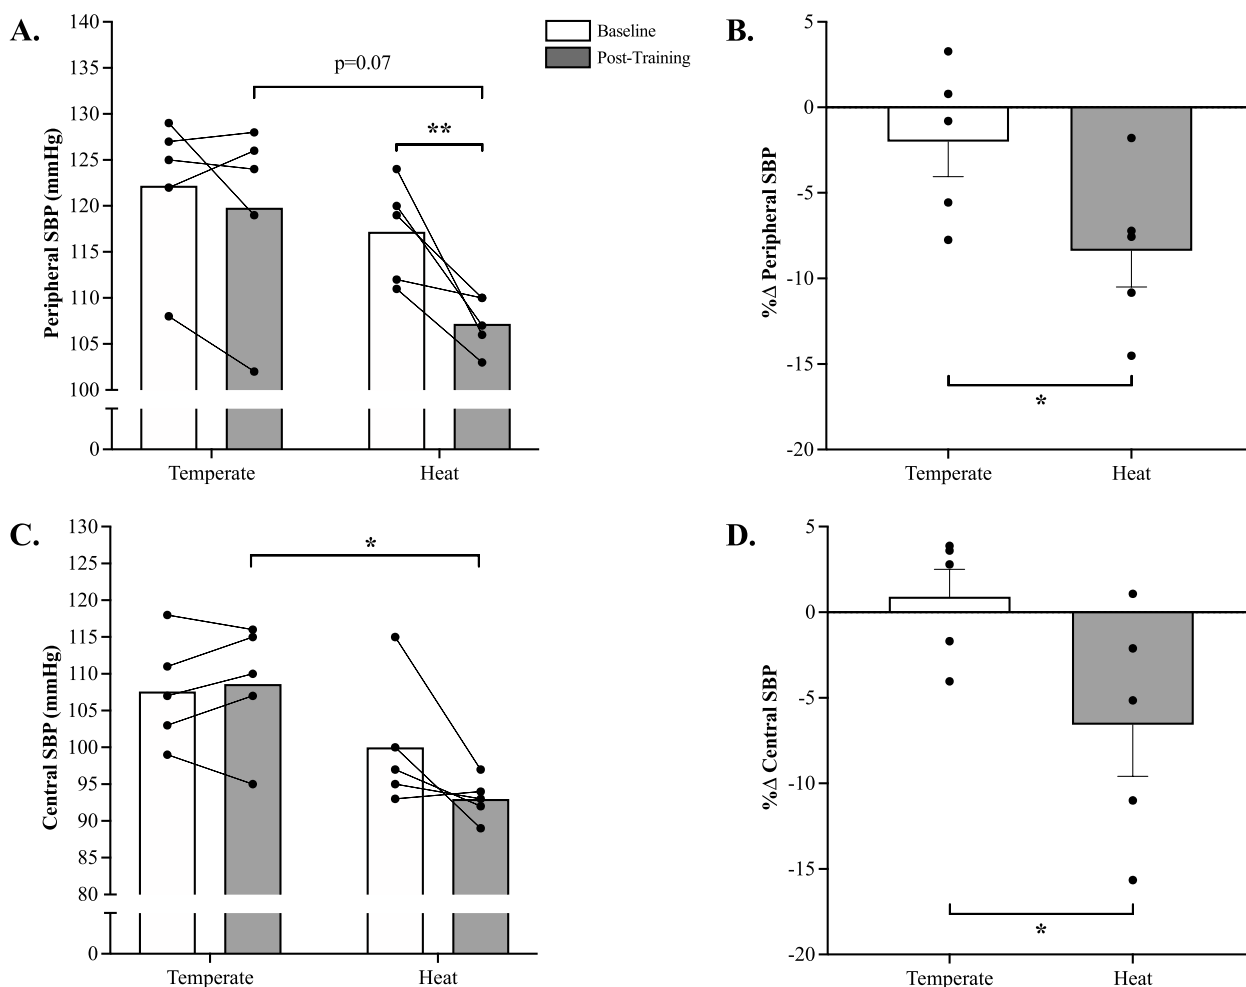 A.
Peripheral SBP (mmHg)
140
135
130
125
120
115
110
105
100
0
p=0.07
**
Temperate
Heat
Baseline
Post-Training
B.
%Δ Peripheral SBP
5
0
-5
-10
-15
-20
*
Temperate
Heat
C.
Central SBP (mmHg)
130
125
120
115
110
105
100
95
90
85
80
0
*
Temperate
Heat
D.
%Δ Central SBP
5
0
-5
-10
-15
-20
*
Temperate
Heat